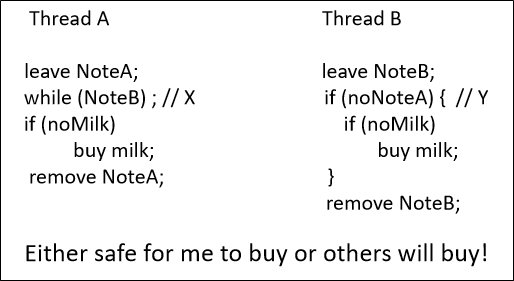 Thread A
leave NoteA;
while (NoteB) ; // X
if (noMilk)
buy milk;
remove NoteA;
Thread B
leave NoteB;
if (noNoteA) { // Y
if (noMilk)
buy milk;
}
remove NoteB;
Either safe for me to buy or others will buy!